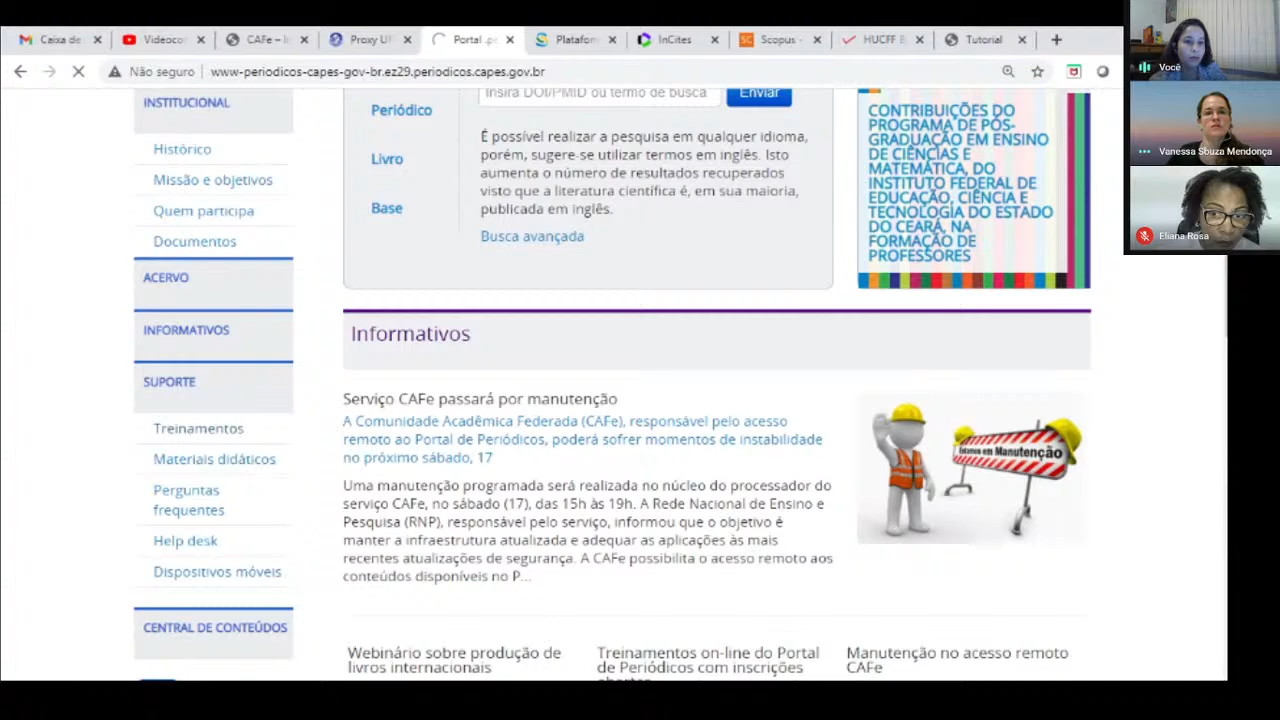 Caixa de
Videocor
CAFe – I
Proxy U
Portal .pe
Platafon
InCites
Scopus -
HUCFF B
Tutorial
Não seguro
www-periodicos-capes-gov-br.ez29.periodicos.capes.gov.br
Você
Vanessa Souza Mendonça
Eliana Rosa
INSTITUCIONAL
Histórico
Missão e objetivos
Quem participa
Documentos
ACERVO
INFORMATIVOS
SUPORTE
Treinamentos
Materiais didáticos
Perguntas
frequentes
Help desk
Dispositivos móveis
CENTRAL DE CONTEÚDOS
Periódico
Livro
Base
Insira DOI/PMID ou termo de busca
Enviar
É possível realizar a pesquisa em qualquer idioma,
porém, sugere-se utilizar termos em inglês. Isto
aumenta o número de resultados recuperados
visto que a literatura científica é, em sua maioria,
publicada em inglês.
Busca avançada
CONTRIBUIÇÕES DO
PROGRAMA DE PÓS-
GRADUAÇÃO EM ENSINO
DE CIÊNCIAS E
MATEMÁTICA, DO
INSTITUTO FEDERAL DE
EDUCAÇÃO, CIÊNCIA E
TECNOLOGIA DO ESTADO
DO CEARÁ, NA
FORMAÇÃO DE
PROFESSORES
Informativos
Serviço CAFe passará por manutenção
A Comunidade Acadêmica Federada (CAFe), responsável pelo acesso
remoto ao Portal de Periódicos, poderá sofrer momentos de instabilidade
no próximo sábado, 17
Uma manutenção programada será realizada no núcleo do processador do
serviço CAFe, no sábado (17), das 15h às 19h. A Rede Nacional de Ensino e
Pesquisa (RNP), responsável pelo serviço, informou que o objetivo é
manter a infraestrutura atualizada e adequar as aplicações às mais
recentes atualizações de segurança. A CAFe possibilita o acesso remoto aos
conteúdos disponíveis no P...
Estamos em Manutenção
Webinário sobre produção de
livros internacionais
Treinamentos on-line do Portal
de Periódicos com inscrições
Manutenção no acesso remoto
CAFe